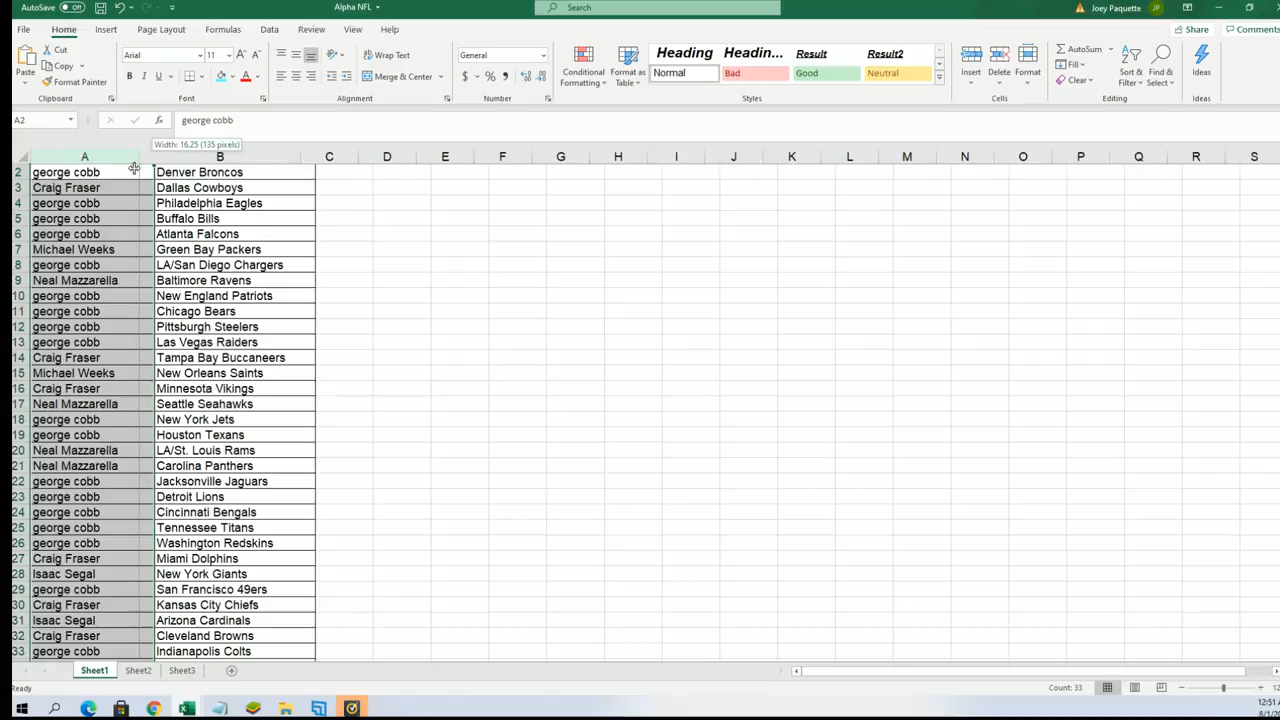 AutoSave Off Alpha NFL Search Joey Paquette JP
File Home Insert Page Layout Formulas Data Review View Help Share Comments
Paste Cut Copy Format Painter Clipboard
Arial 11 Font
Wrap Text Merge & Center Alignment
General Number
Conditional Formatting Format as Table Heading Headin... Result Result2
Normal Bad Good Neutral Styles
Insert Delete Format Cells
AutoSum Fill Clear Sort & Filter Find & Select Editing
Ideas Ideas
A2 fx george cobb
Width: 16.25 (135 pixels)
A B C D E F G H I J K L M N O P Q R S
2 george cobb Denver Broncos
3 Craig Fraser Dallas Cowboys
4 george cobb Philadelphia Eagles
5 george cobb Buffalo Bills
6 george cobb Atlanta Falcons
7 Michael Weeks Green Bay Packers
8 george cobb LA/San Diego Chargers
9 Neal Mazzarella Baltimore Ravens
10 george cobb New England Patriots
11 george cobb Chicago Bears
12 george cobb Pittsburgh Steelers
13 george cobb Las Vegas Raiders
14 Craig Fraser Tampa Bay Buccaneers
15 Michael Weeks New Orleans Saints
16 Craig Fraser Minnesota Vikings
17 Neal Mazzarella Seattle Seahawks
18 george cobb New York Jets
19 george cobb Houston Texans
20 Neal Mazzarella LA/St. Louis Rams
21 Neal Mazzarella Carolina Panthers
22 george cobb Jacksonville Jaguars
23 george cobb Detroit Lions
24 george cobb Cincinnati Bengals
25 george cobb Tennessee Titans
26 george cobb Washington Redskins
27 Craig Fraser Miami Dolphins
28 Isaac Segal New York Giants
29 george cobb San Francisco 49ers
30 Craig Fraser Kansas City Chiefs
31 Isaac Segal Arizona Cardinals
32 Craig Fraser Cleveland Browns
33 george cobb Indianapolis Colts
Sheet1 Sheet2 Sheet3
Ready Count: 33
12:51
8/1/